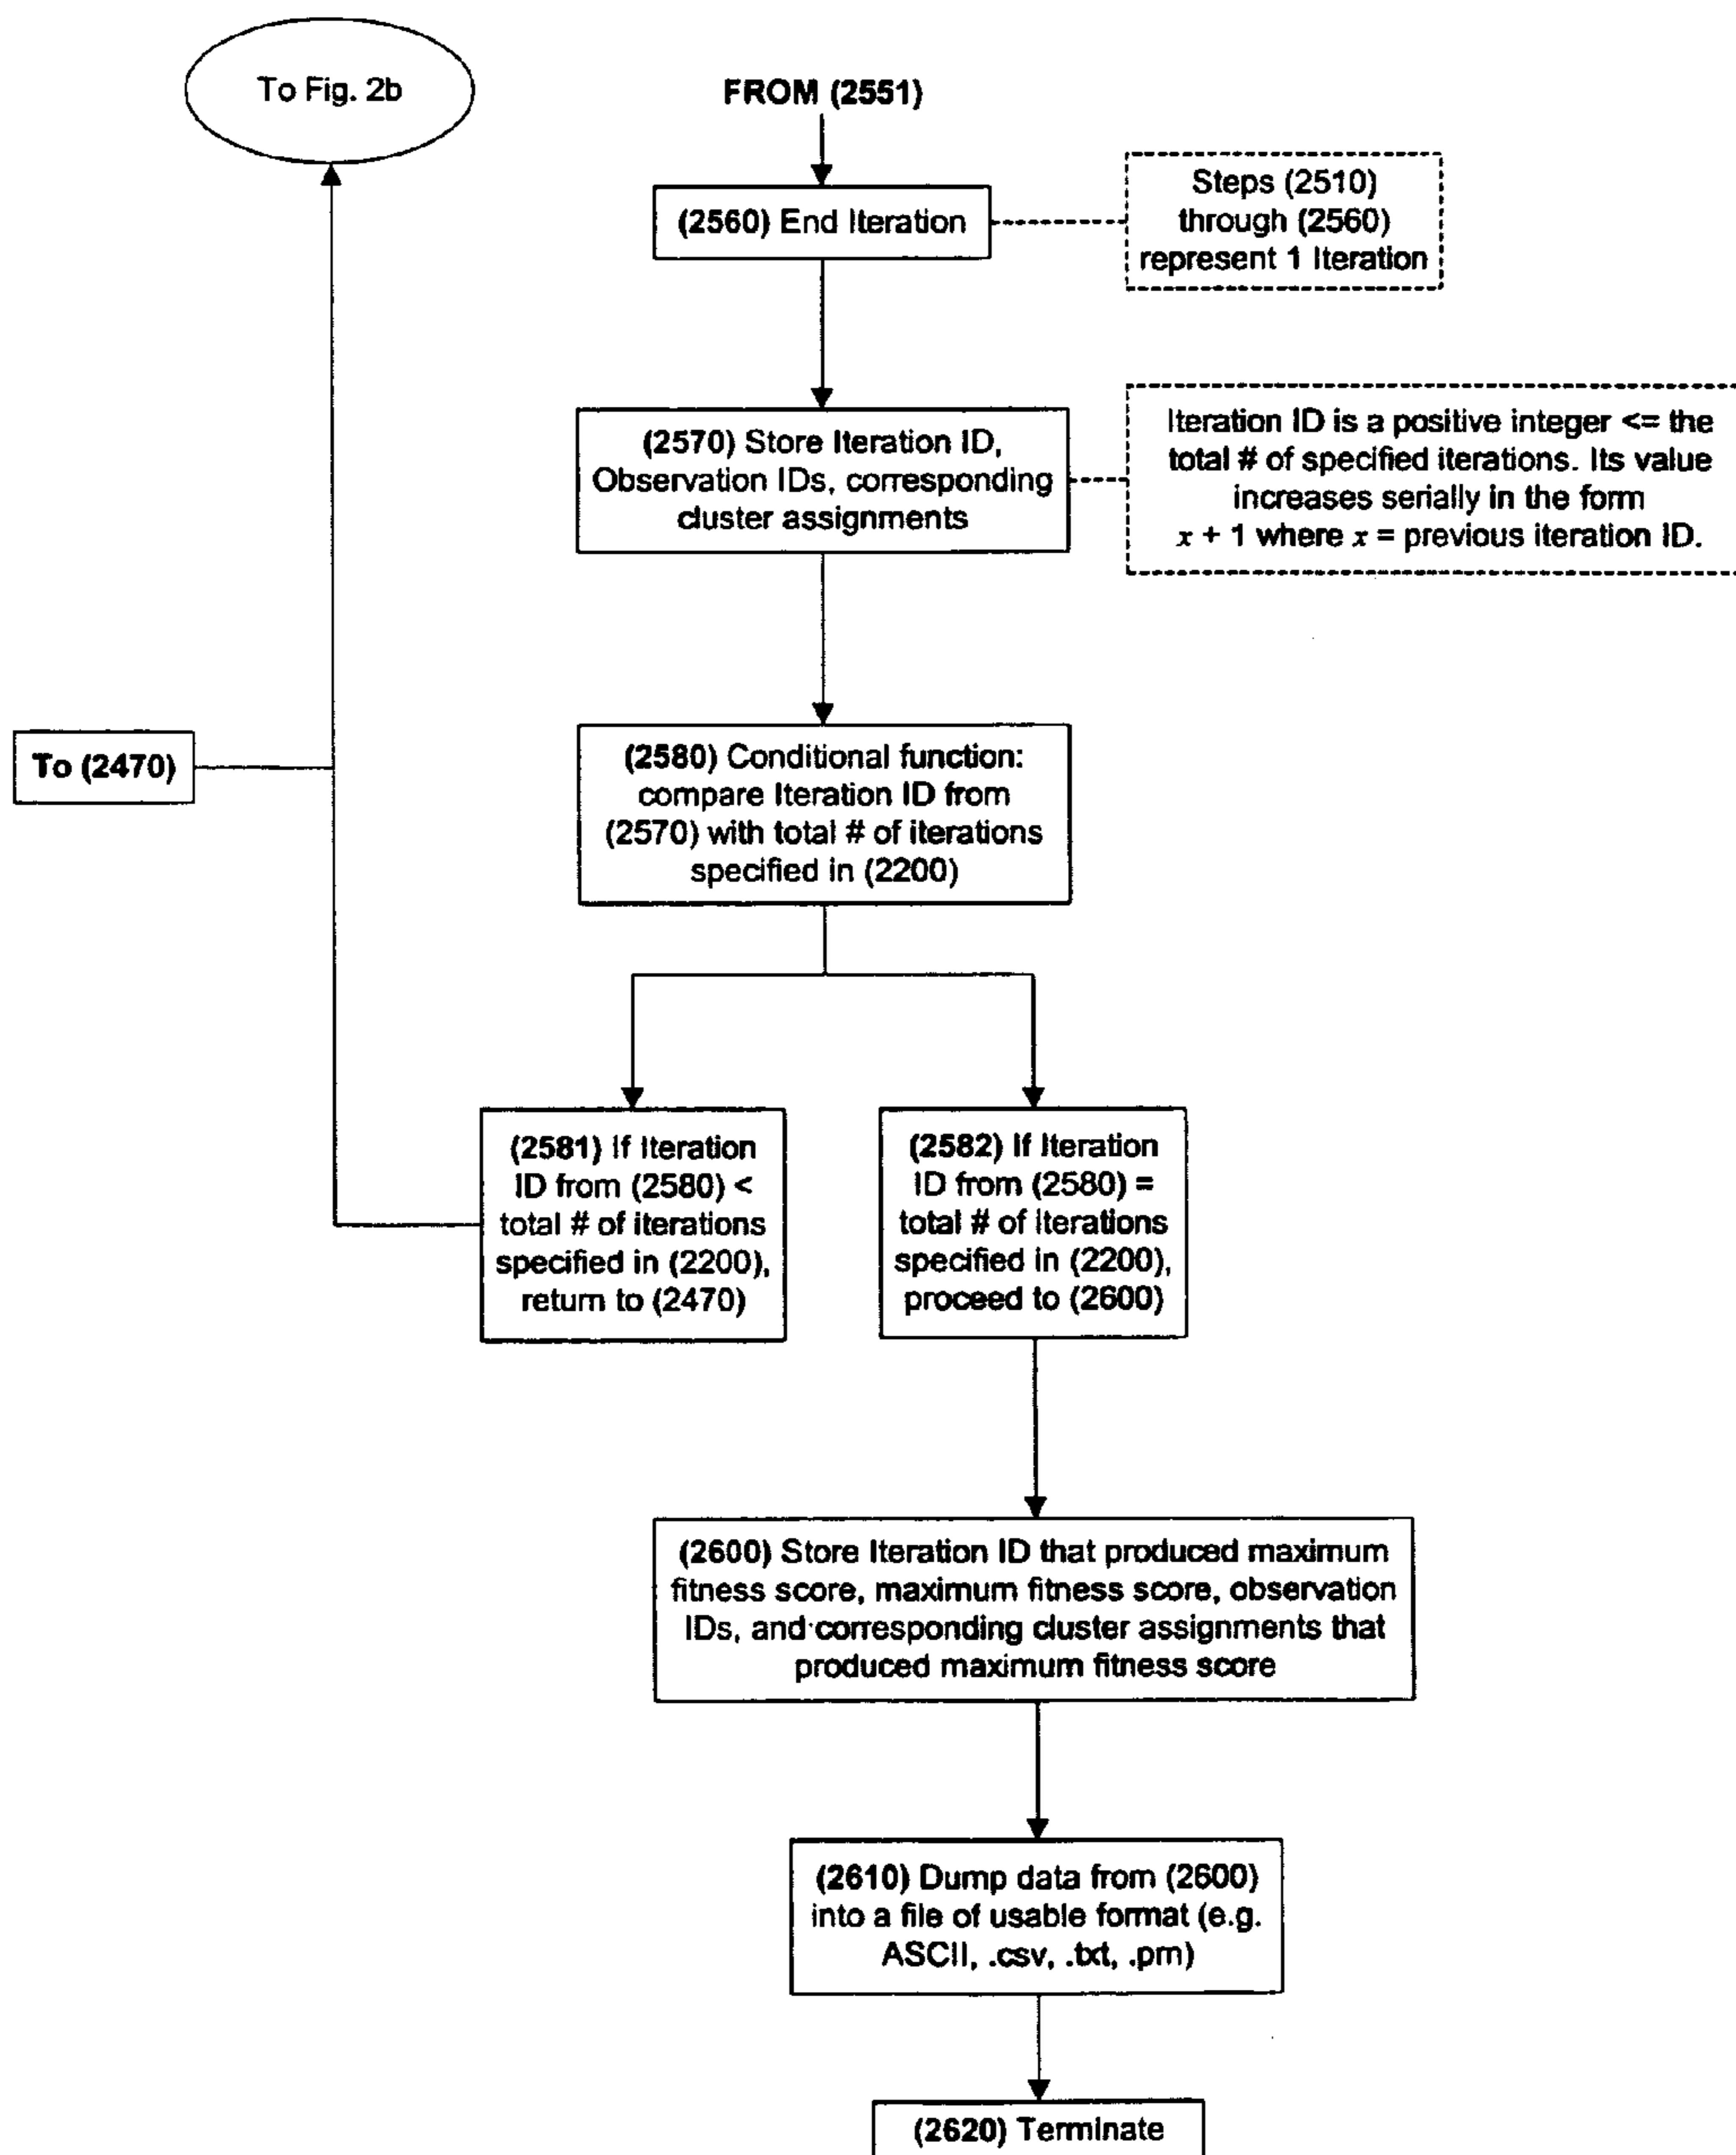 To Fig. 2b
FROM (2551)
(2560) End Iteration
Steps (2510)
through (2560)
represent 1 Iteration
(2570) Store Iteration ID,
Observation IDs, corresponding
cluster assignments
Iteration ID is a positive integer <= the
total # of specified iterations. Its value
increases serially in the form
x + 1 where x = previous iteration ID.
To (2470)
(2580) Conditional function:
compare Iteration ID from
(2570) with total # of iterations
specified in (2200)
(2581) If Iteration
ID from (2580) <
total # of iterations
specified in (2200),
return to (2470)
(2582) If Iteration
ID from (2580) =
total # of iterations
specified in (2200),
proceed to (2600)
(2600) Store Iteration ID that produced maximum
fitness score, maximum fitness score, observation
IDs, and corresponding cluster assignments that
produced maximum fitness score
(2610) Dump data from (2600)
into a file of usable format (e.g.
ASCII, .csv, .txt, .prn)
(2620) Terminate